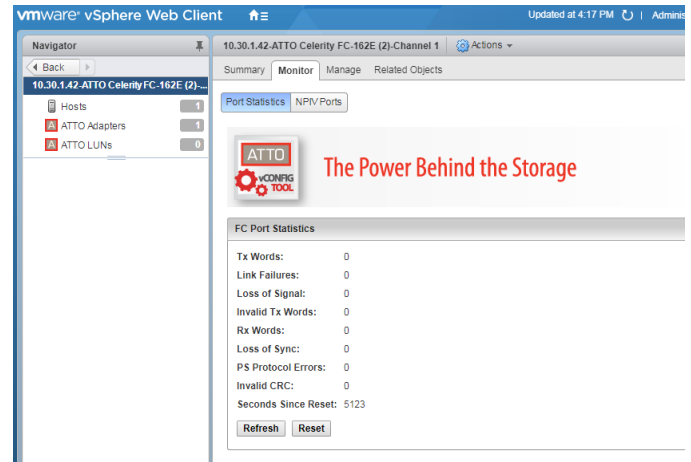 vmware® vSphere Web Client
Updated at 4:17 PM | Adminis
Navigator
Back
10.30.1.42-ATTO Celerity FC-162E (2)-...
Hosts 1
ATTO Adapters 1
ATTO LUNs 0
10.30.1.42-ATTO Celerity FC-162E (2)-Channel 1 Actions
Summary Monitor Manage Related Objects
Port Statistics NPIV Ports
ATTO
vCONFIG
TOOL
The Power Behind the Storage
FC Port Statistics
Tx Words: 0
Link Failures: 0
Loss of Signal: 0
Invalid Tx Words: 0
Rx Words: 0
Loss of Sync: 0
PS Protocol Errors: 0
Invalid CRC: 0
Seconds Since Reset: 5123
Refresh Reset